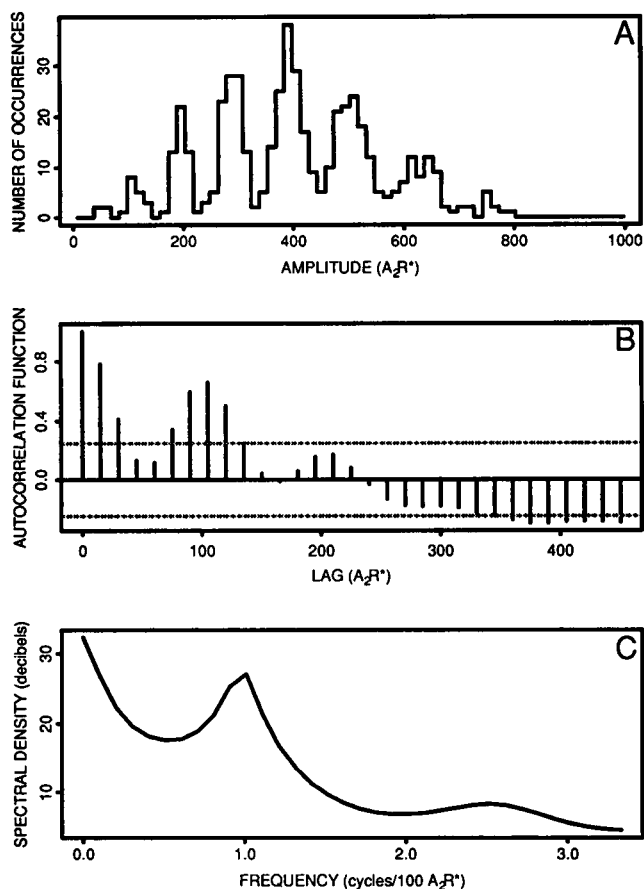 A
NUMBER OF OCCURRENCES
30
20
10
0
0 200 400 600 800 1000
AMPLITUDE (A₂R*)
B
AUTOCORRELATION FUNCTION
0.8
0.4
0.0
0 100 200 300 400
LAG (A₂R*)
C
SPECTRAL DENSITY (decibels)
30
20
10
0.0 1.0 2.0 3.0
FREQUENCY (cycles/100 A₂R*)